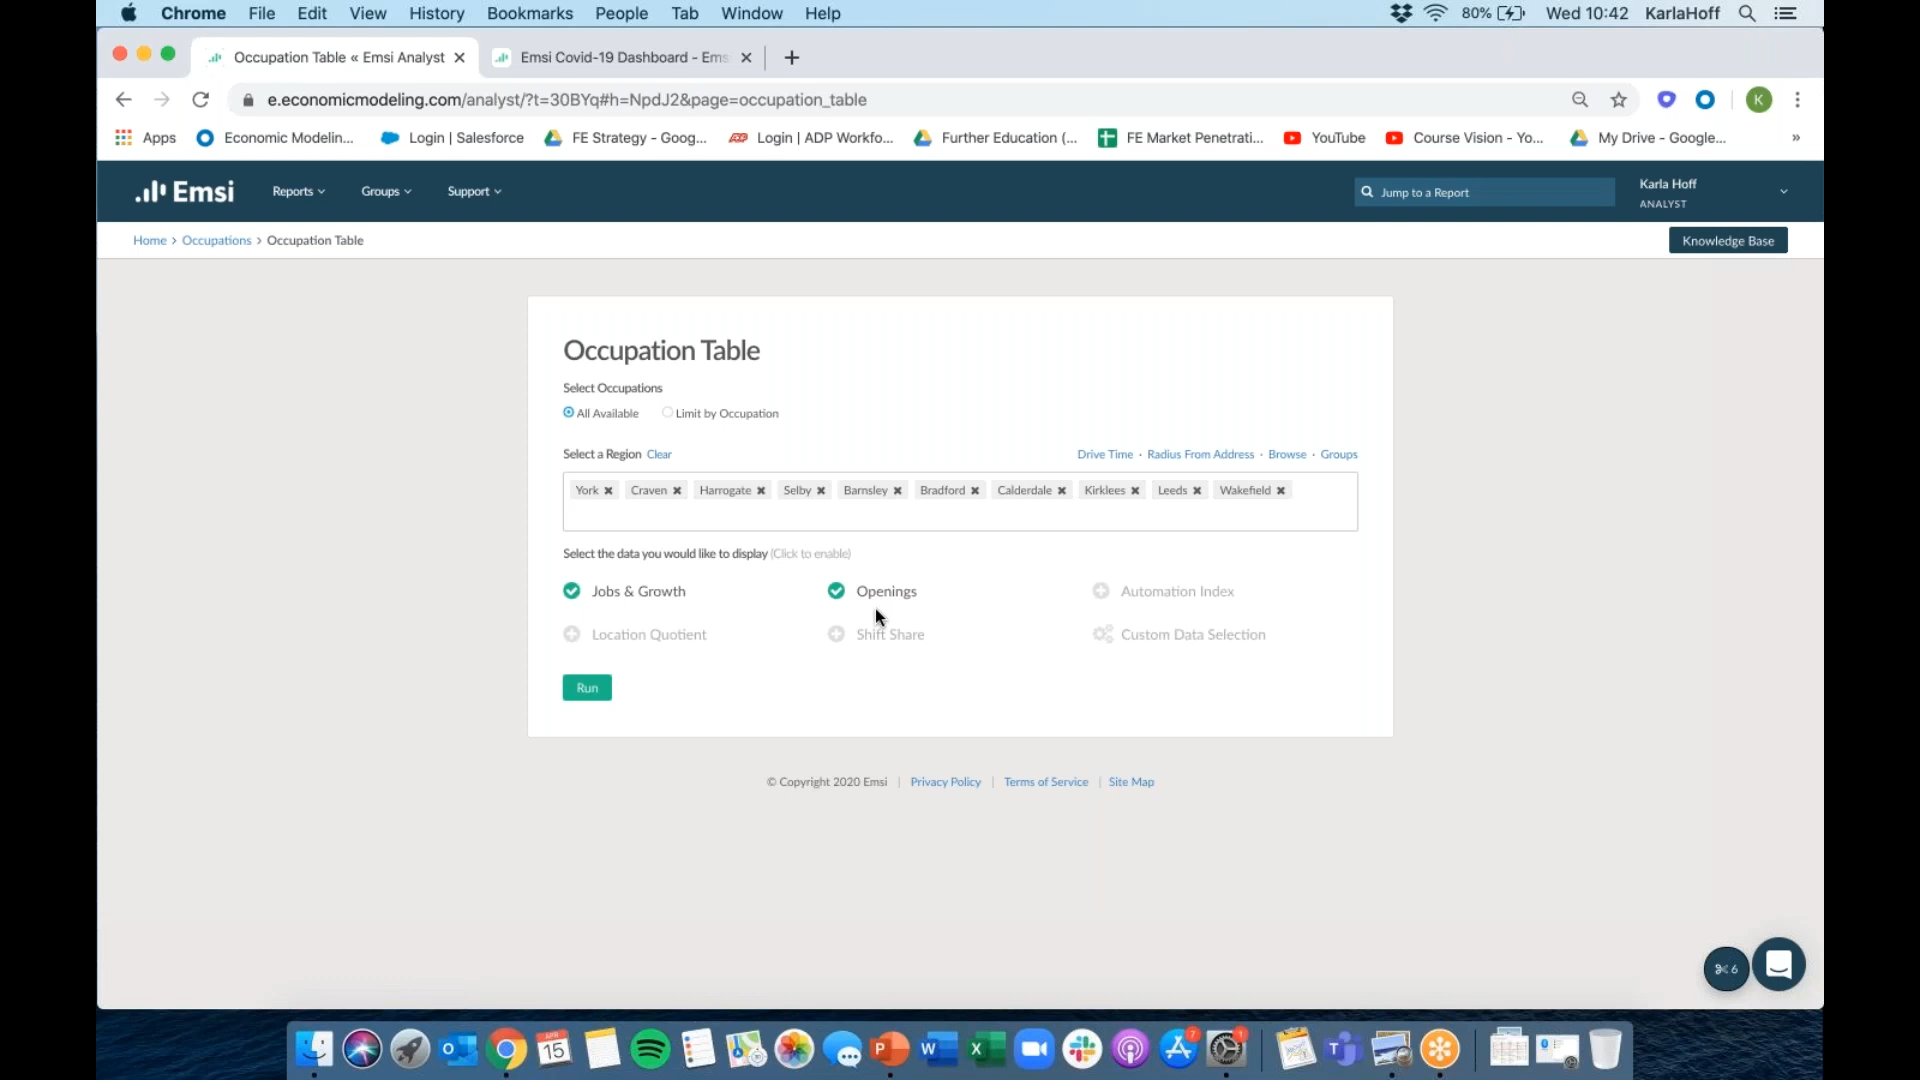 Chrome File Edit View History Bookmarks People Tab Window Help 80% Wed 10:42 KarlaHoff
Occupation Table « Emsi Analyst Emsi Covid-19 Dashboard - Ems
e.economicmodeling.com/analyst/?t=30BYq#h=NpdJ2&page=occupation_table K
Apps Economic Modelin... Login | Salesforce FE Strategy - Goog... Login | ADP Workfo... Further Education (... FE Market Penetrati... YouTube Course Vision - Yo... My Drive - Google... »
Emsi Reports Groups Support Jump to a Report Karla Hoff
ANALYST
Home > Occupations > Occupation Table Knowledge Base
Occupation Table
Select Occupations
All Available Limit by Occupation
Select a Region Clear Drive Time · Radius From Address · Browse · Groups
York Craven Harrogate Selby Barnsley Bradford Calderdale Kirklees Leeds Wakefield
Select the data you would like to display (Click to enable)
Jobs & Growth Openings Automation Index
Location Quotient Shift Share Custom Data Selection
Run
© Copyright 2020 Emsi | Privacy Policy | Terms of Service | Site Map
6
APR
15
7
1